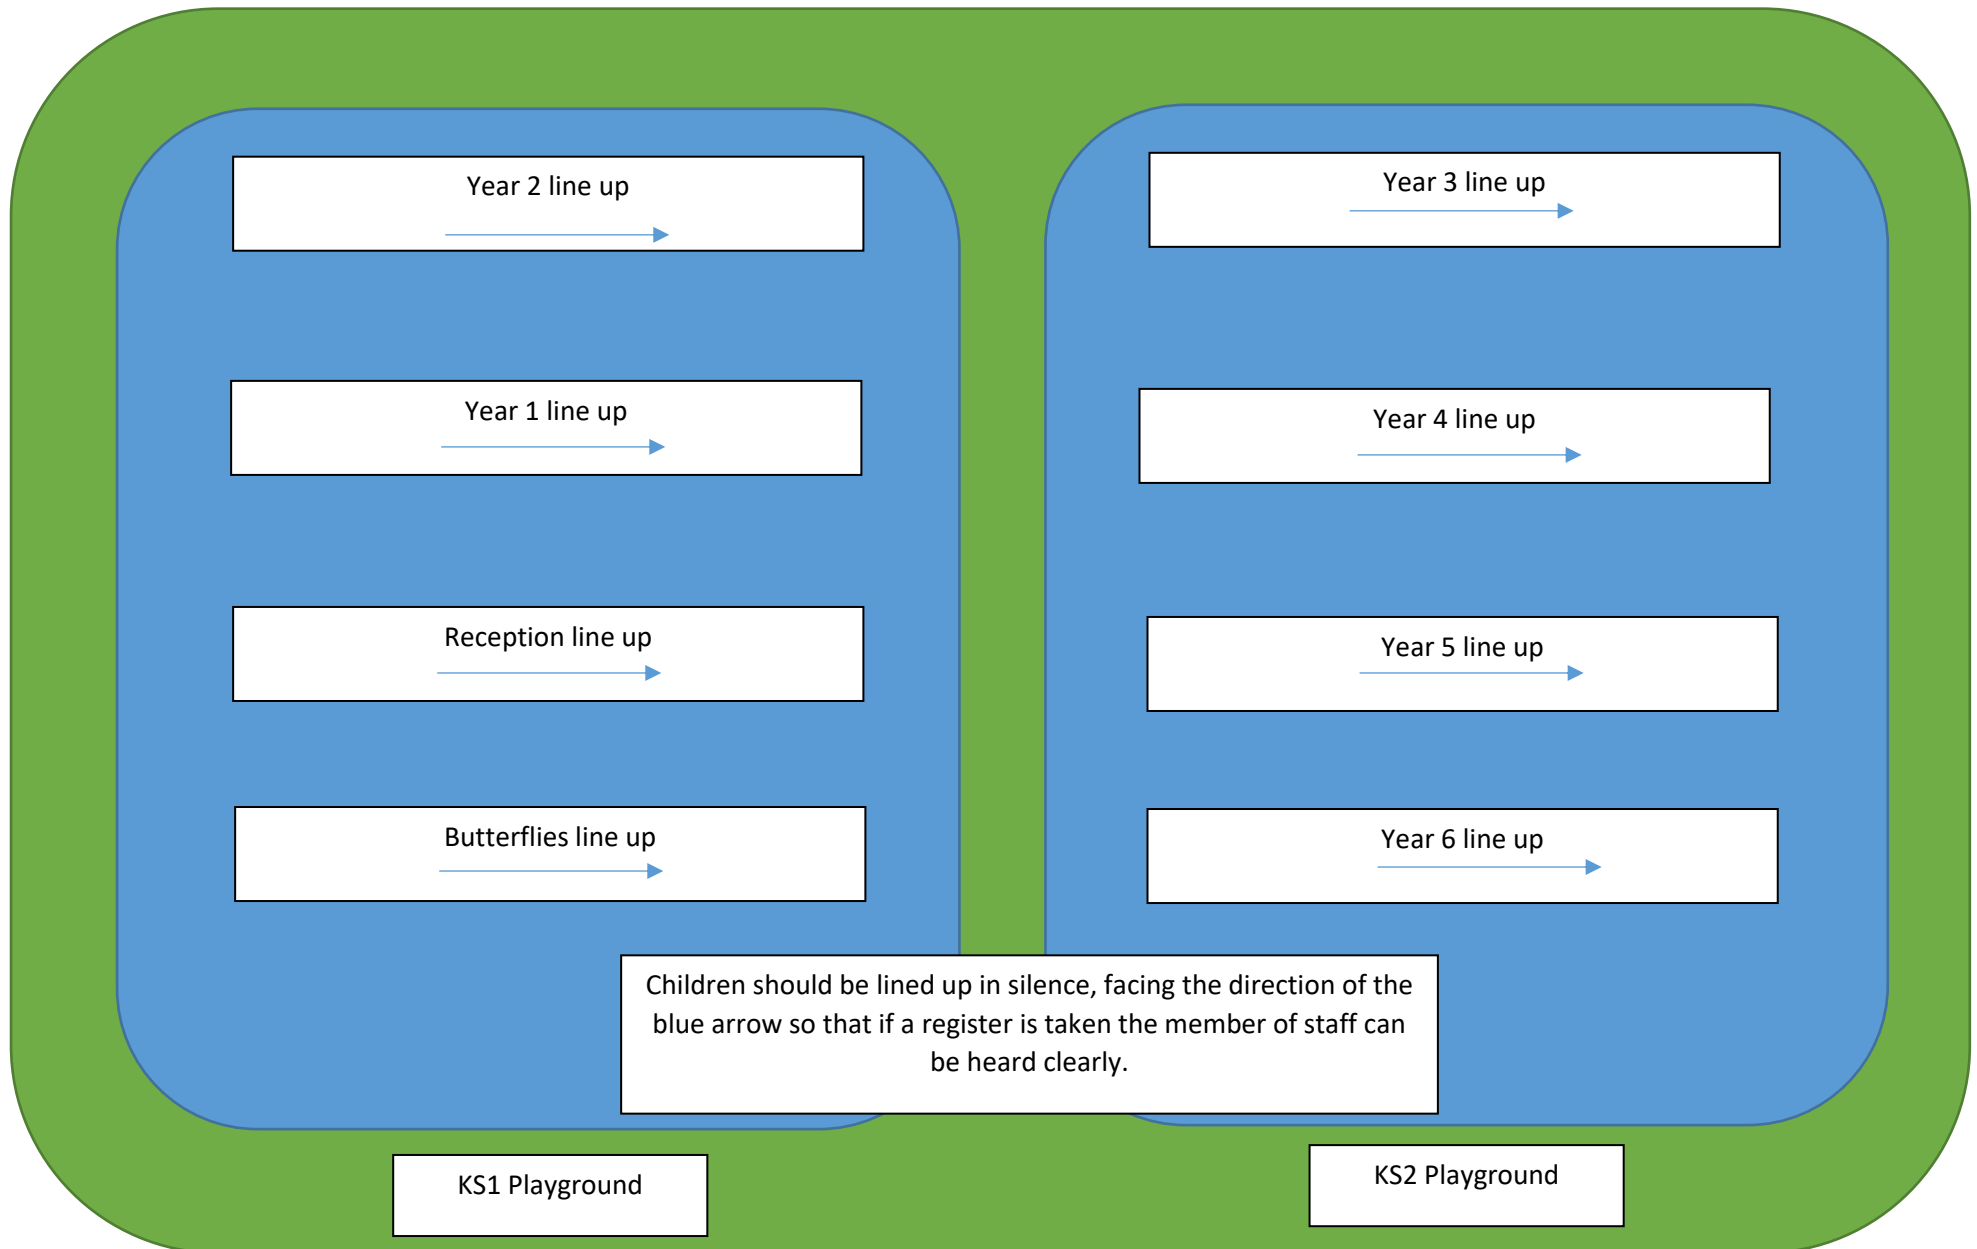 Year 2 line up
Year 1 line up
Reception line up
Butterflies line up
Year 3 line up
Year 4 line up
Year 5 line up
Year 6 line up
Children should be lined up in silence, facing the direction of the
blue arrow so that if a register is taken the member of staff can
be heard clearly.
KS1 Playground
KS2 Playground